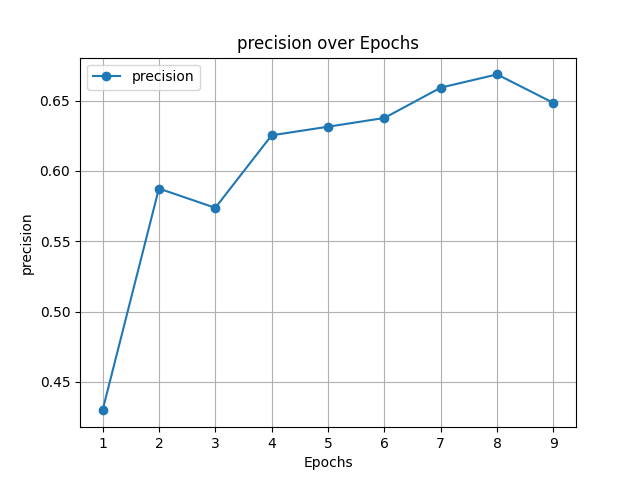 precision over Epochs
precision
0.65
0.60
0.55
0.50
0.45
precision
1 2 3 4 5 6 7 8 9
Epochs